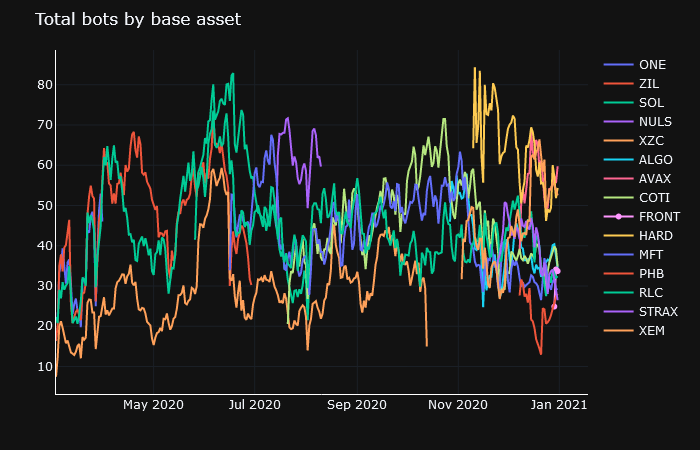 Total bots by base asset
80
70
60
50
40
30
20
10
May 2020
Jul 2020
Sep 2020
Nov 2020
Jan 2021
ONE
ZIL
SOL
NULS
XZC
ALGO
AVAX
COTI
FRONT
HARD
MFT
PHB
RLC
STRAX
XEM